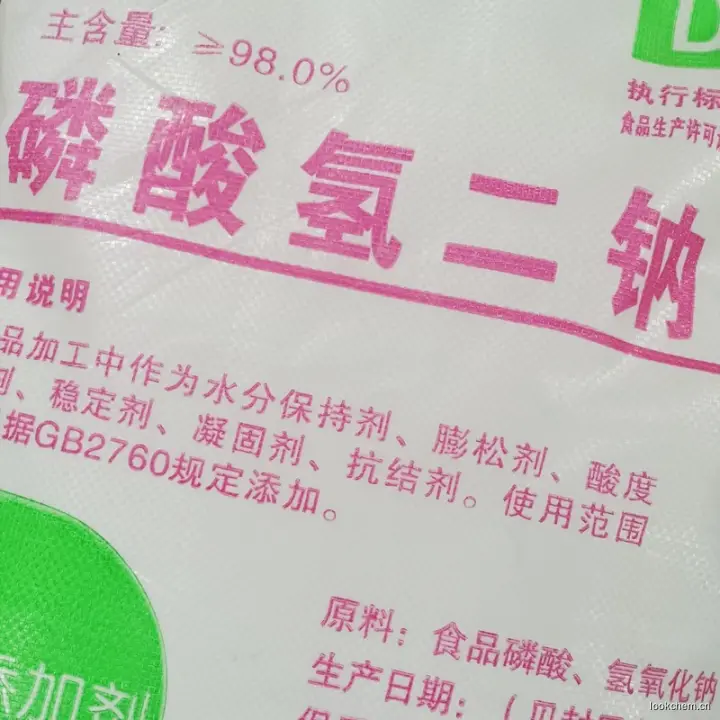 主含量: ≥98.0%
D
执行标
食品生产许可
磷酸氢二钠
用说明
品加工中作为水分保持剂、膨松剂、酸度
剂、稳定剂、凝固剂、抗结剂。使用范围
据GB2760规定添加。
原料: 食品磷酸、氢氧化钠
添加剂
生产日期:
lookchem.cn